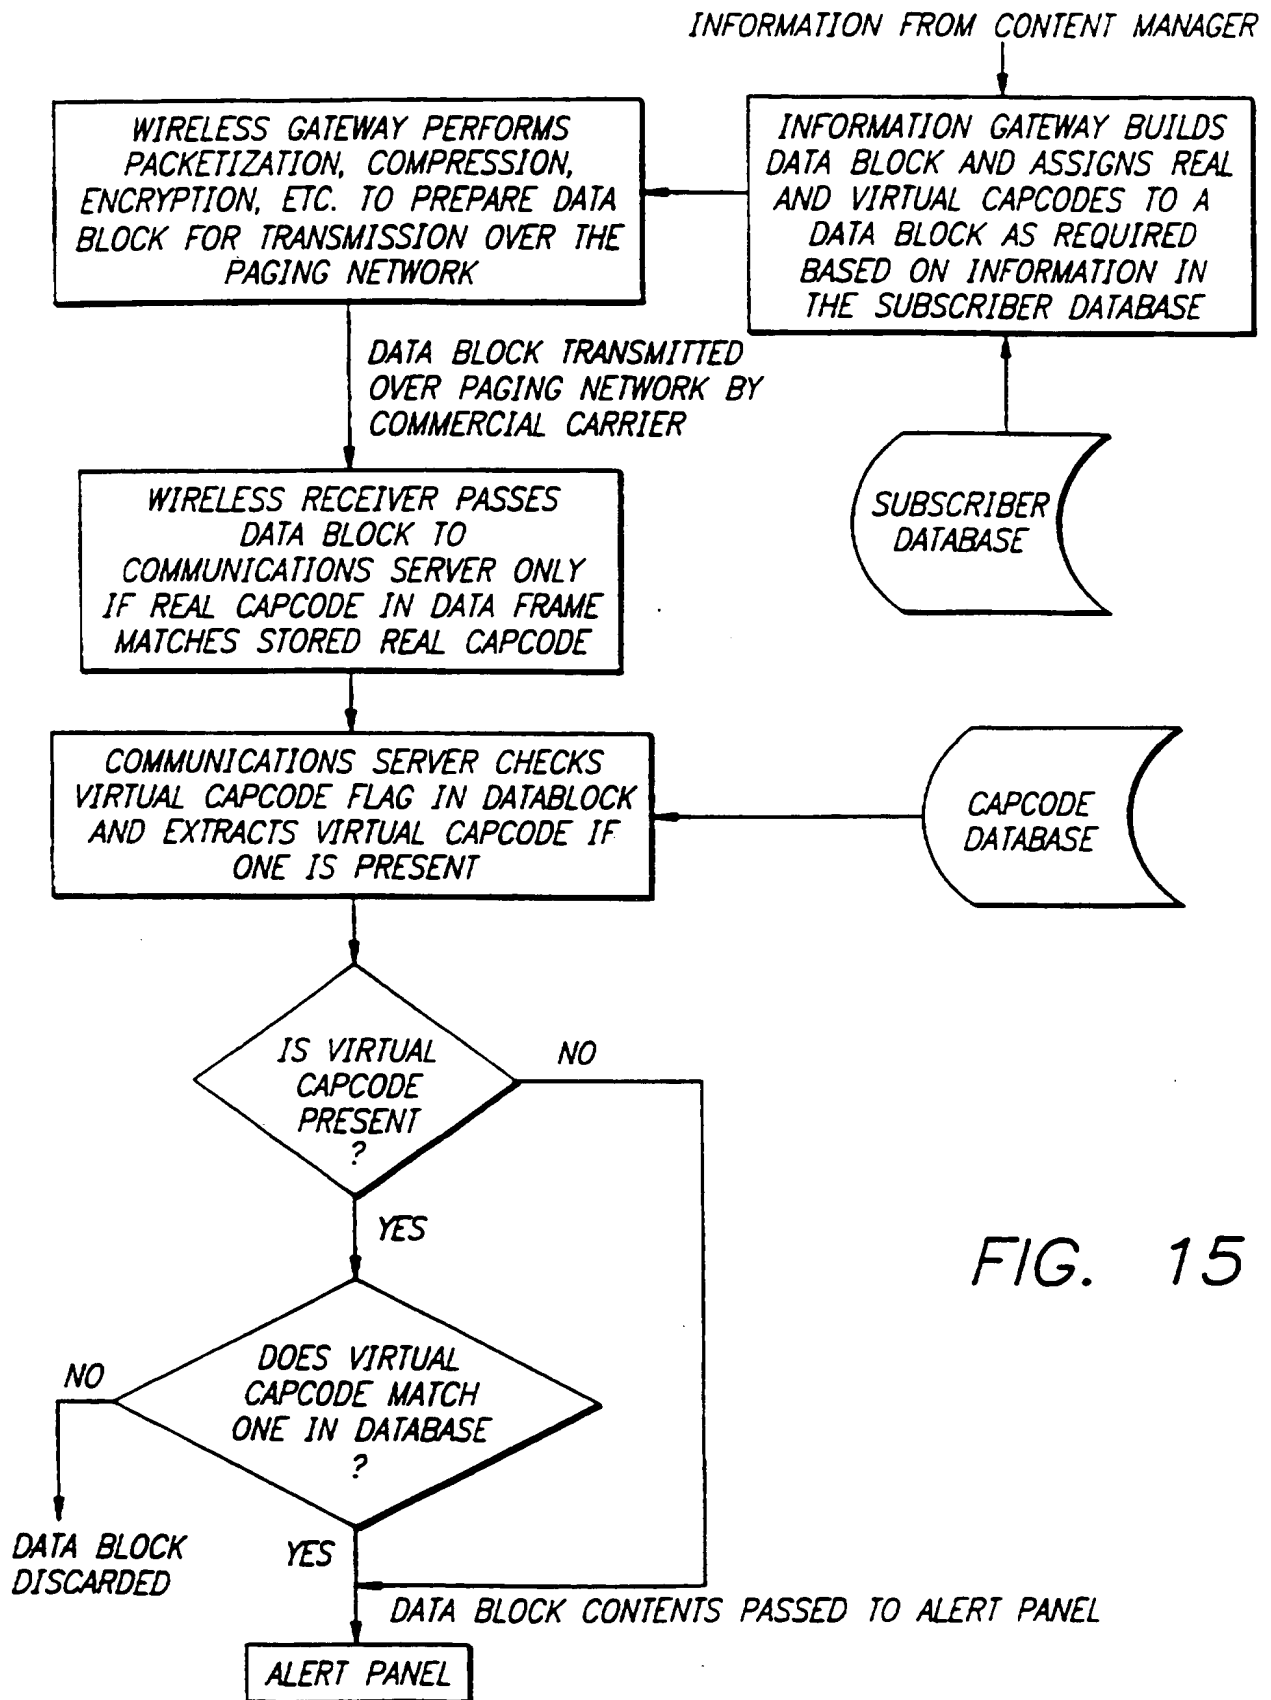 INFORMATION FROM CONTENT MANAGER
WIRELESS GATEWAY PERFORMS
PACKETIZATION, COMPRESSION,
ENCRYPTION, ETC. TO PREPARE DATA
BLOCK FOR TRANSMISSION OVER THE
PAGING NETWORK
INFORMATION GATEWAY BUILDS
DATA BLOCK AND ASSIGNS REAL
AND VIRTUAL CAPCODES TO A
DATA BLOCK AS REQUIRED
BASED ON INFORMATION IN
THE SUBSCRIBER DATABASE
DATA BLOCK TRANSMITTED
OVER PAGING NETWORK BY
COMMERCIAL CARRIER
SUBSCRIBER
DATABASE
WIRELESS RECEIVER PASSES
DATA BLOCK TO
COMMUNICATIONS SERVER ONLY
IF REAL CAPCODE IN DATA FRAME
MATCHES STORED REAL CAPCODE
COMMUNICATIONS SERVER CHECKS
VIRTUAL CAPCODE FLAG IN DATABLOCK
AND EXTRACTS VIRTUAL CAPCODE IF
ONE IS PRESENT
CAPCODE
DATABASE
IS VIRTUAL
CAPCODE
PRESENT
?
NO
YES
FIG. 15
DOES VIRTUAL
CAPCODE MATCH
ONE IN DATABASE
?
NO
DATA BLOCK
DISCARDED
YES
DATA BLOCK CONTENTS PASSED TO ALERT PANEL
ALERT PANEL